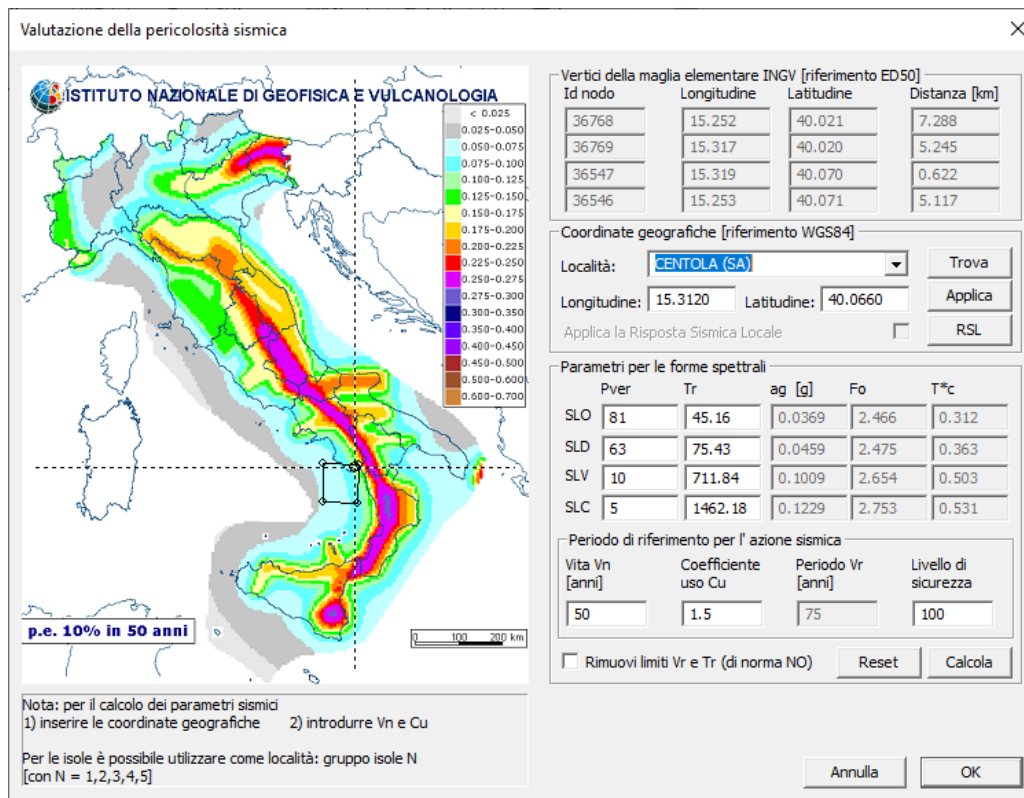 Valutazione della pericolosità sismica
ISTITUTO NAZIONALE DI GEOFISICA E VULCANOLOGIA
< 0.025
0.025-0.050
0.050-0.075
0.075-0.100
0.100-0.125
0.125-0.150
0.150-0.175
0.175-0.200
0.200-0.225
0.225-0.250
0.250-0.275
0.275-0.300
0.300-0.350
0.350-0.400
0.400-0.450
0.450-0.500
0.500-0.600
0.600-0.700
p.e. 10% in 50 anni
0 100 200 km
Nota: per il calcolo dei parametri sismici
1) inserire le coordinate geografiche 2) introdurre Vn e Cu
Per le isole è possibile utilizzare come località: gruppo isole N
[con N = 1,2,3,4,5]
Vertici della maglia elementare INGV [riferimento ED50]
Id nodo Longitudine Latitudine Distanza [km]
36768 15.252 40.021 7.288
36769 15.317 40.020 5.245
36547 15.319 40.070 0.622
36546 15.253 40.071 5.117
Coordinate geografiche [riferimento WGS84]
Località: CENTOLA (SA) Trova
Longitudine: 15.3120 Latitudine: 40.0660 Applica
Applica la Risposta Sismica Locale RSL
Parametri per le forme spettrali
Pver Tr ag [g] Fo T*c
SLO 81 45.16 0.0369 2.466 0.312
SLD 63 75.43 0.0459 2.475 0.363
SLV 10 711.84 0.1009 2.654 0.503
SLC 5 1462.18 0.1229 2.753 0.531
Periodo di riferimento per l' azione sismica
Vita Vn Coefficiente Periodo Vr Livello di
[anni] uso Cu [anni] sicurezza
50 1.5 75 100
Rimuovi limiti Vr e Tr (di norma NO) Reset Calcola
Annulla OK